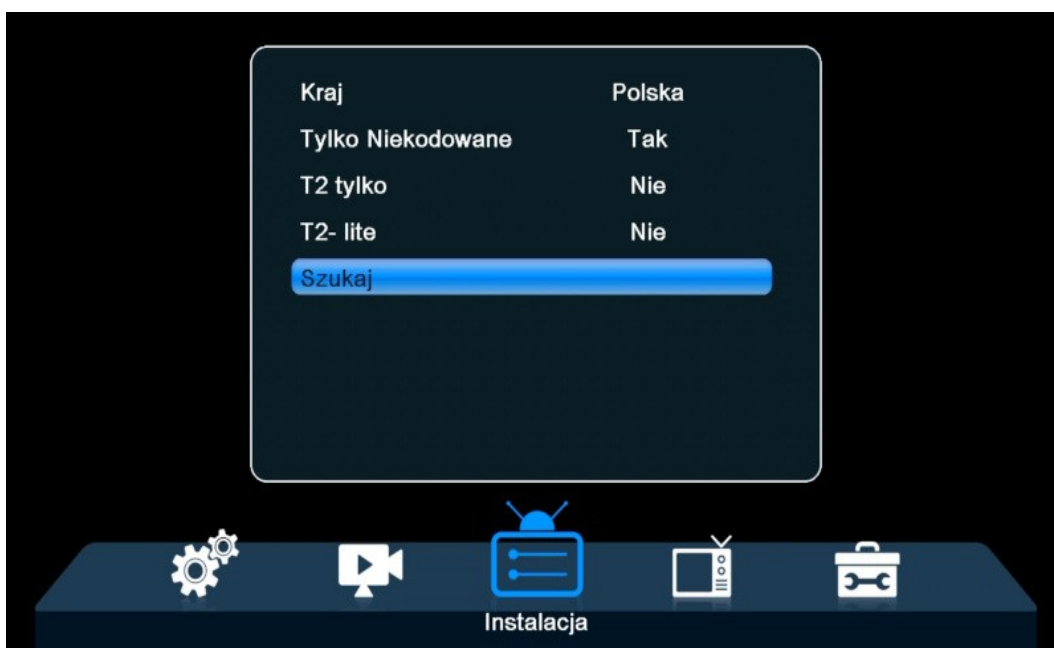 Kraj Polska
Tylko Niekodowane Tak
T2 tylko Nie
T2- lite Nie
Szukaj
Instalacja